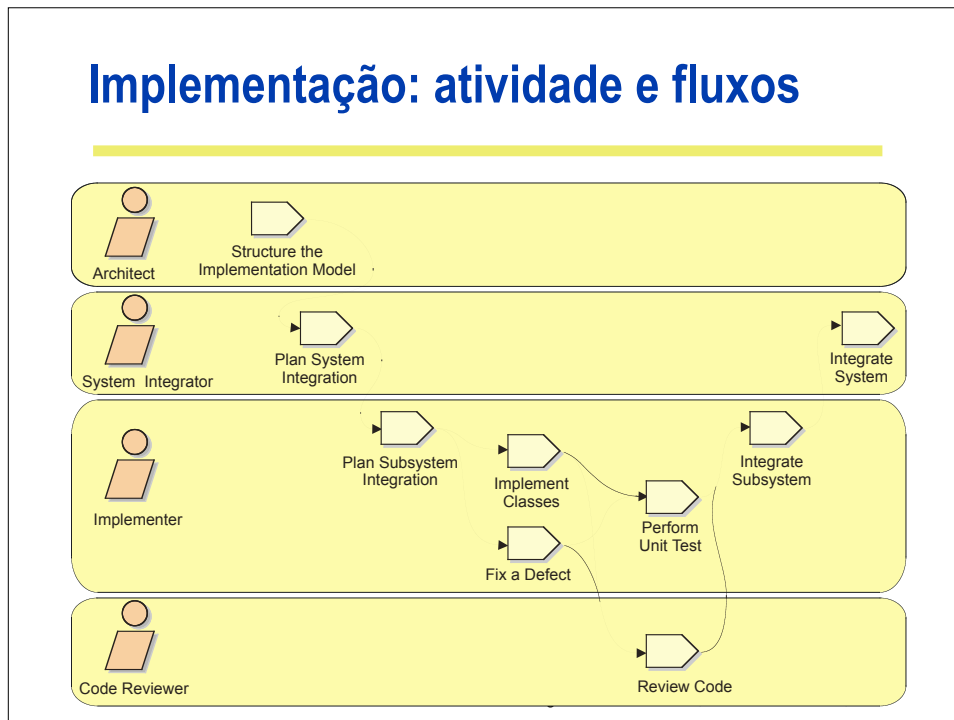 Implementação: atividade e fluxos
Architect
Structure the
Implementation Model
System Integrator
Plan System
Integration
Integrate
System
Implementer
Plan Subsystem
Integration
Implement
Classes
Fix a Defect
Perform
Unit Test
Integrate
Subsystem
Code Reviewer
Review Code